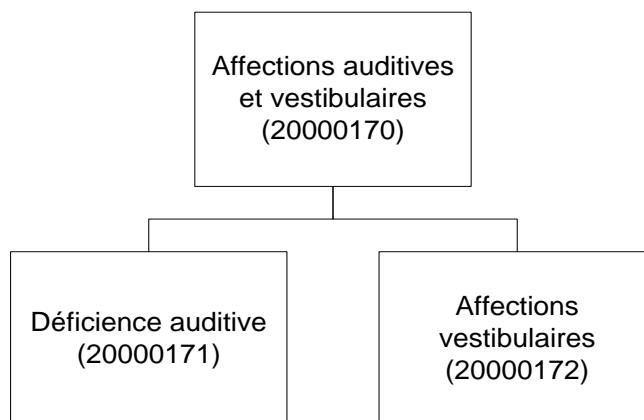 Affections auditives
et vestibulaires
(20000170)
Déficience auditive
(20000171)
Affections
vestibulaires
(20000172)